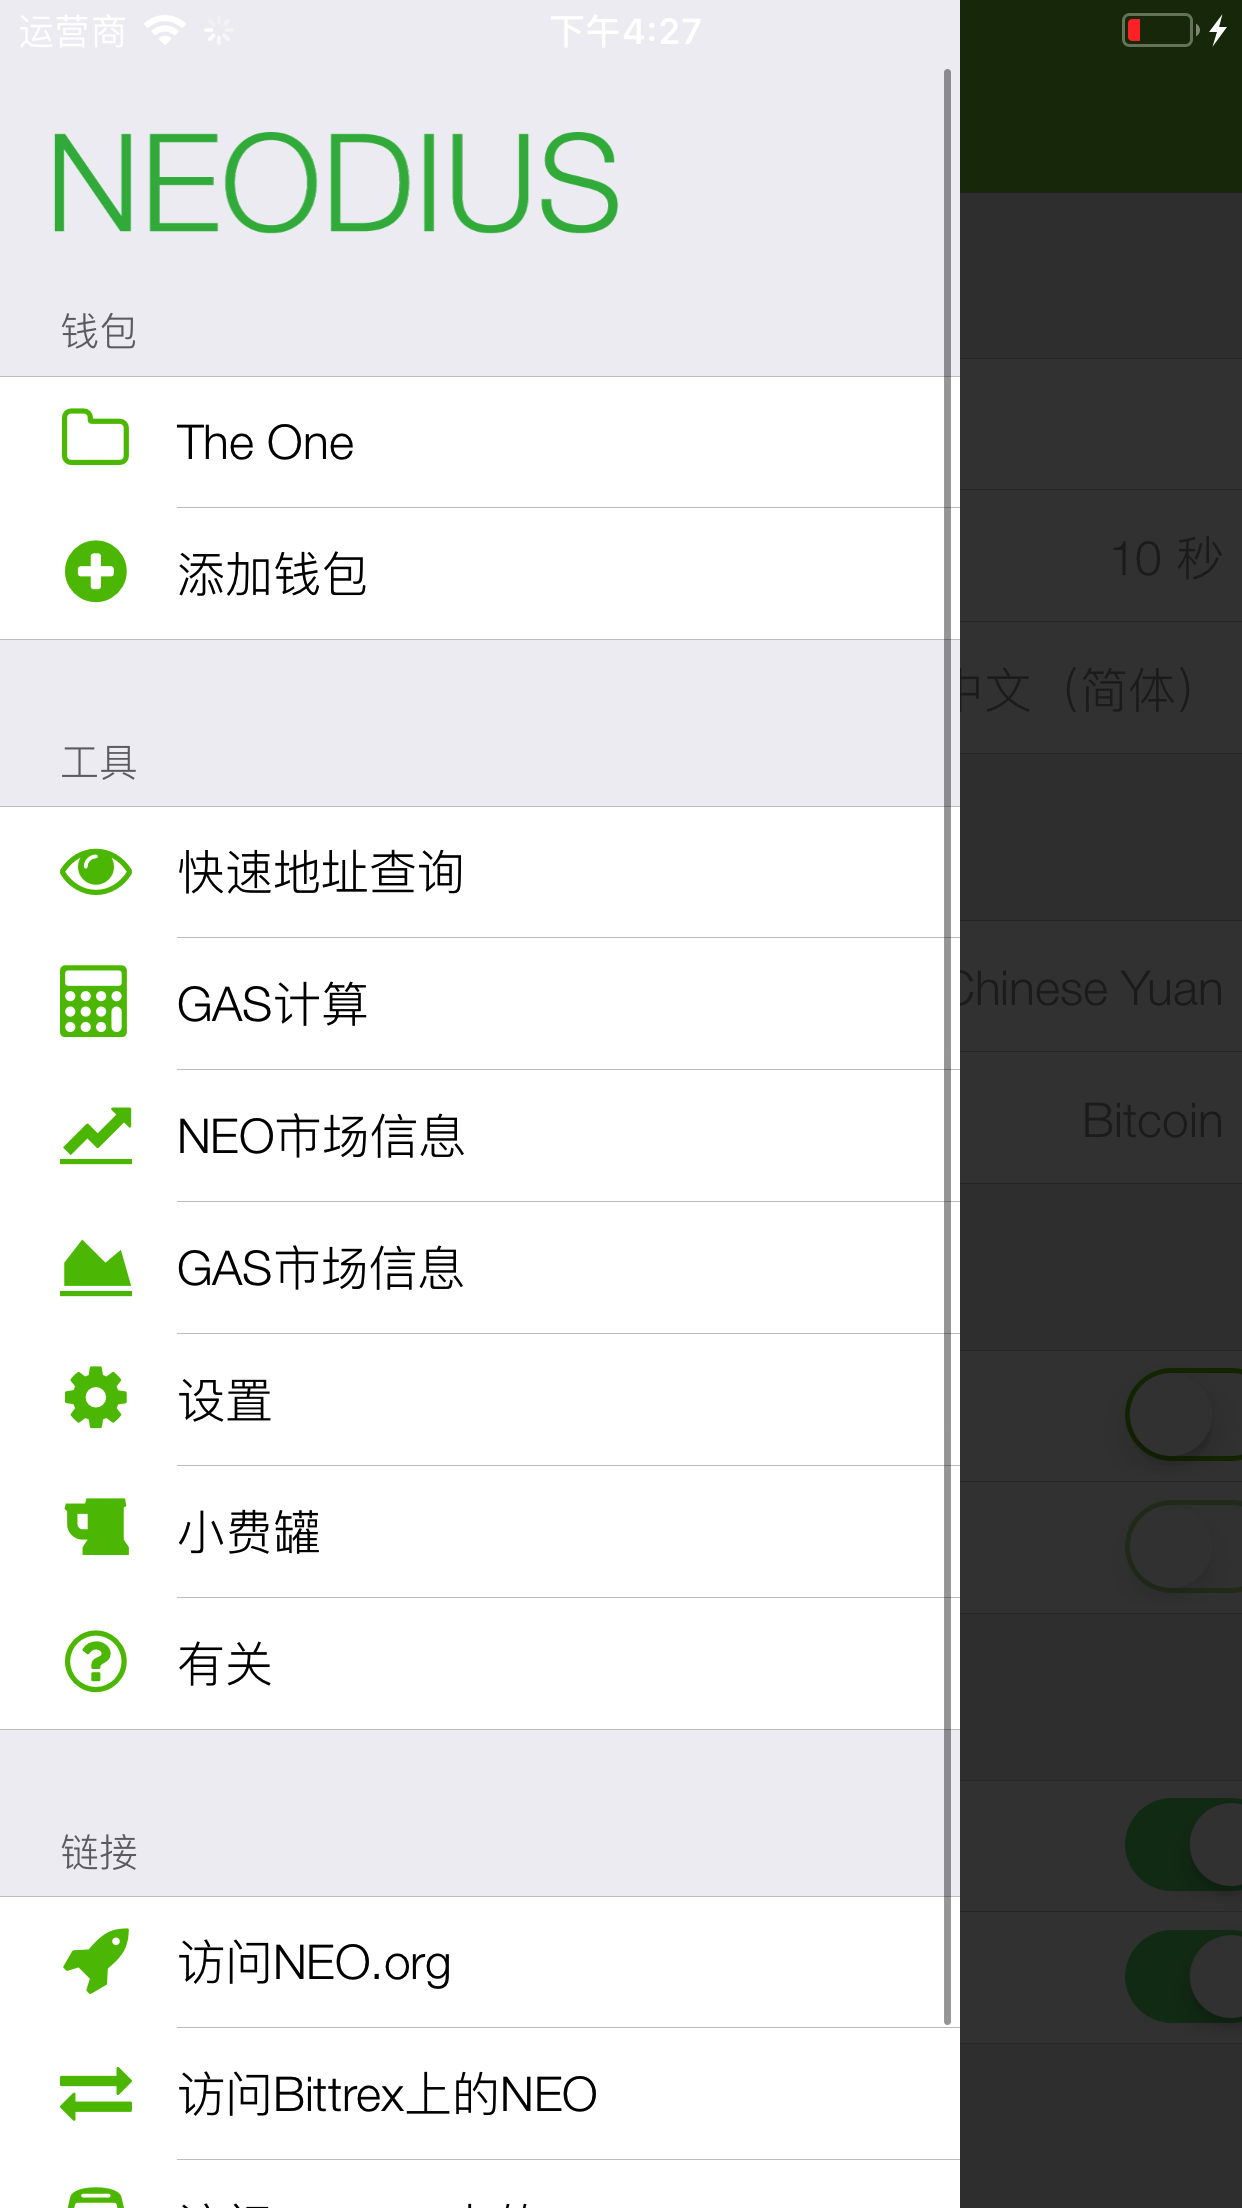 运营商 下午4:27
NEODIUS
钱包
The One
添加钱包
10 秒
中文（简体）
工具
快速地址查询
GAS计算
Chinese Yuan
NEO市场信息
Bitcoin
GAS市场信息
设置
小费罐
有关
链接
访问NEO.org
访问Bittrex上的NEO